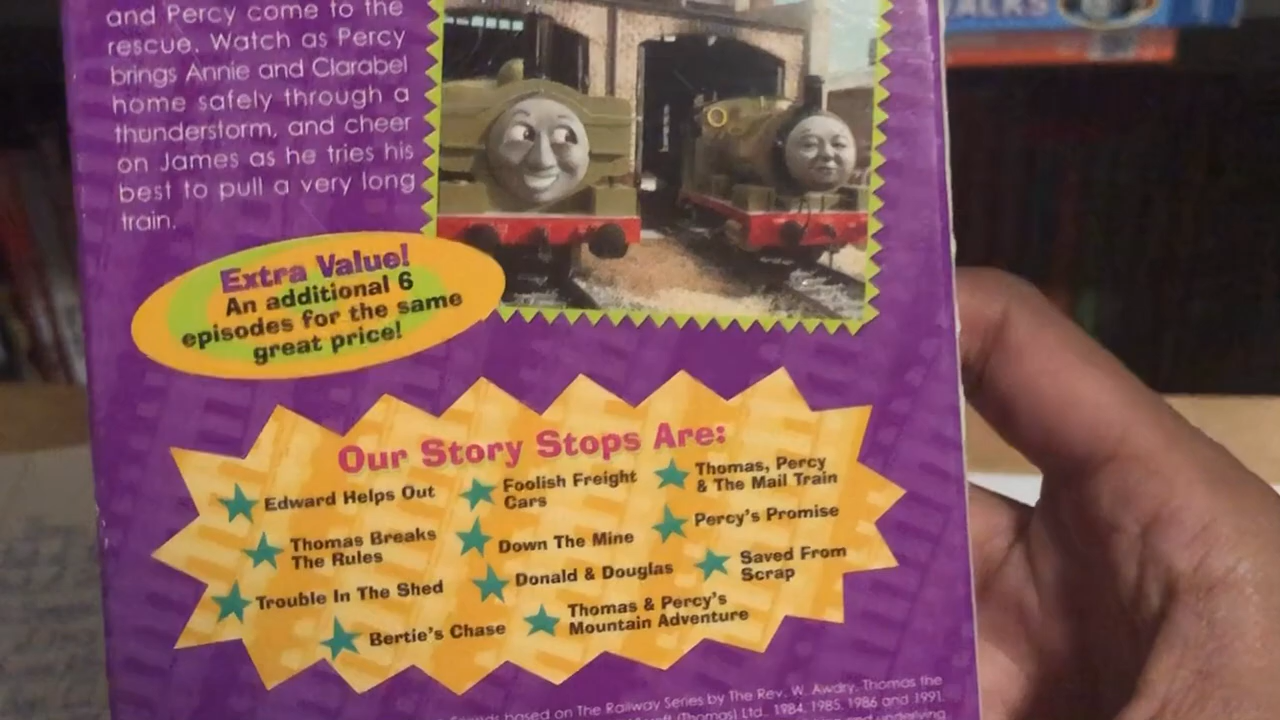 and Percy come to the
rescue. Watch as Percy
brings Annie and Clarabel
home safely through a
thunderstorm, and cheer
on James as he tries his
best to pull a very long
train.
Extra Value!
An additional 6
episodes for the same
great price!
Our Story Stops Are:
Edward Helps Out
Thomas Breaks
The Rules
Trouble In The Shed
Bertie's Chase
Foolish Freight
Cars
Down The Mine
Donald & Douglas
Thomas & Percy's
Mountain Adventure
Thomas, Percy
& The Mail Train
Percy's Promise
Saved From
Scrap
based on The Railway Series by The Rev. W. Awdry. Thomas the
(Thomas) Ltd. 1984, 1985, 1986 and 1991.
and underlying